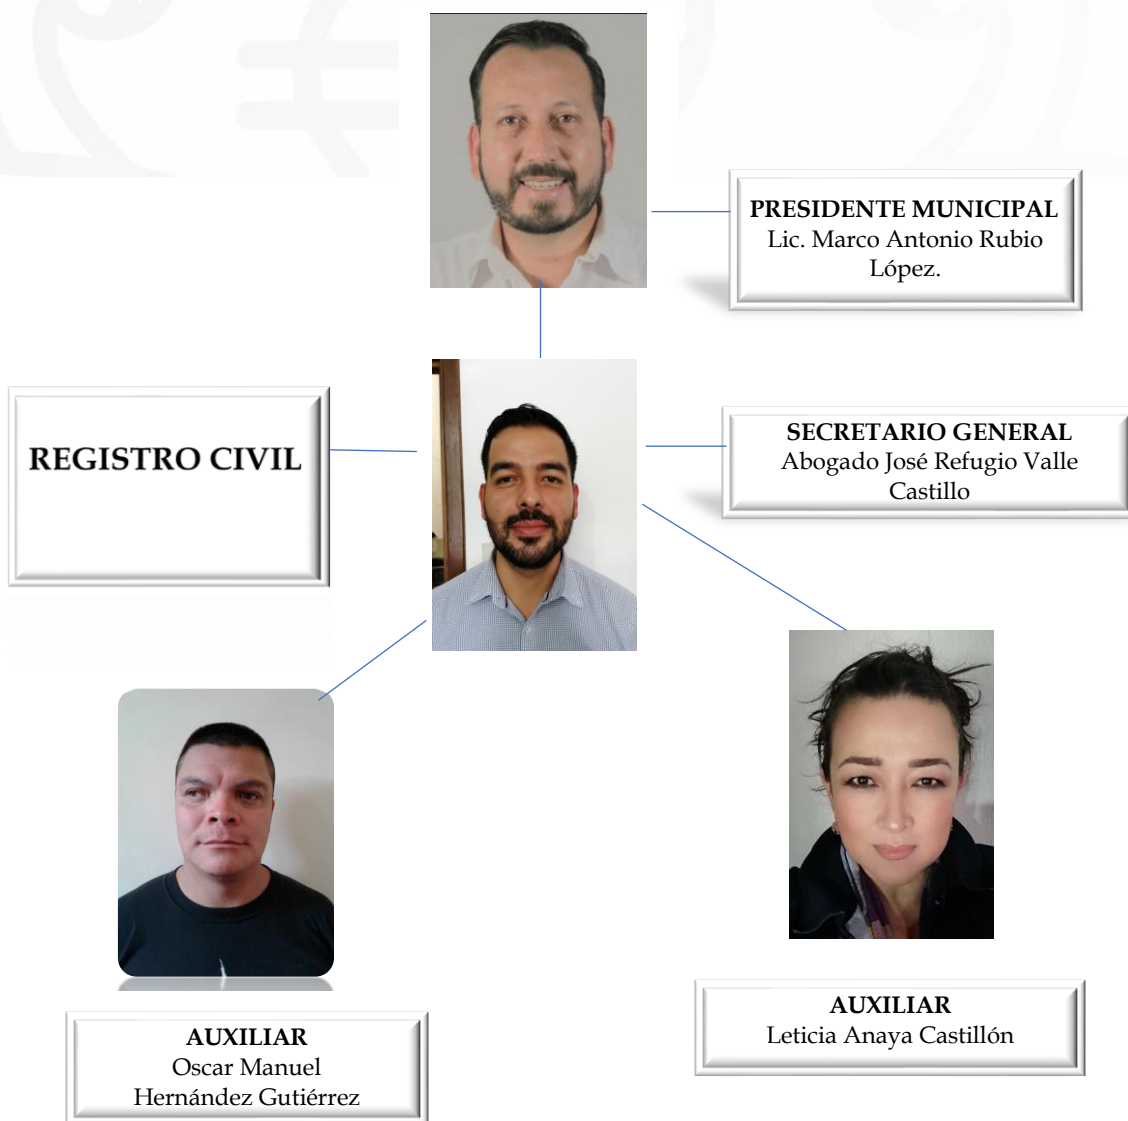 PRESIDENTE MUNICIPAL
Lic. Marco Antonio Rubio
López.
REGISTRO CIVIL
SECRETARIO GENERAL
Abogado José Refugio Valle
Castillo
AUXILIAR
Oscar Manuel
Hernández Gutiérrez
AUXILIAR
Leticia Anaya Castillón